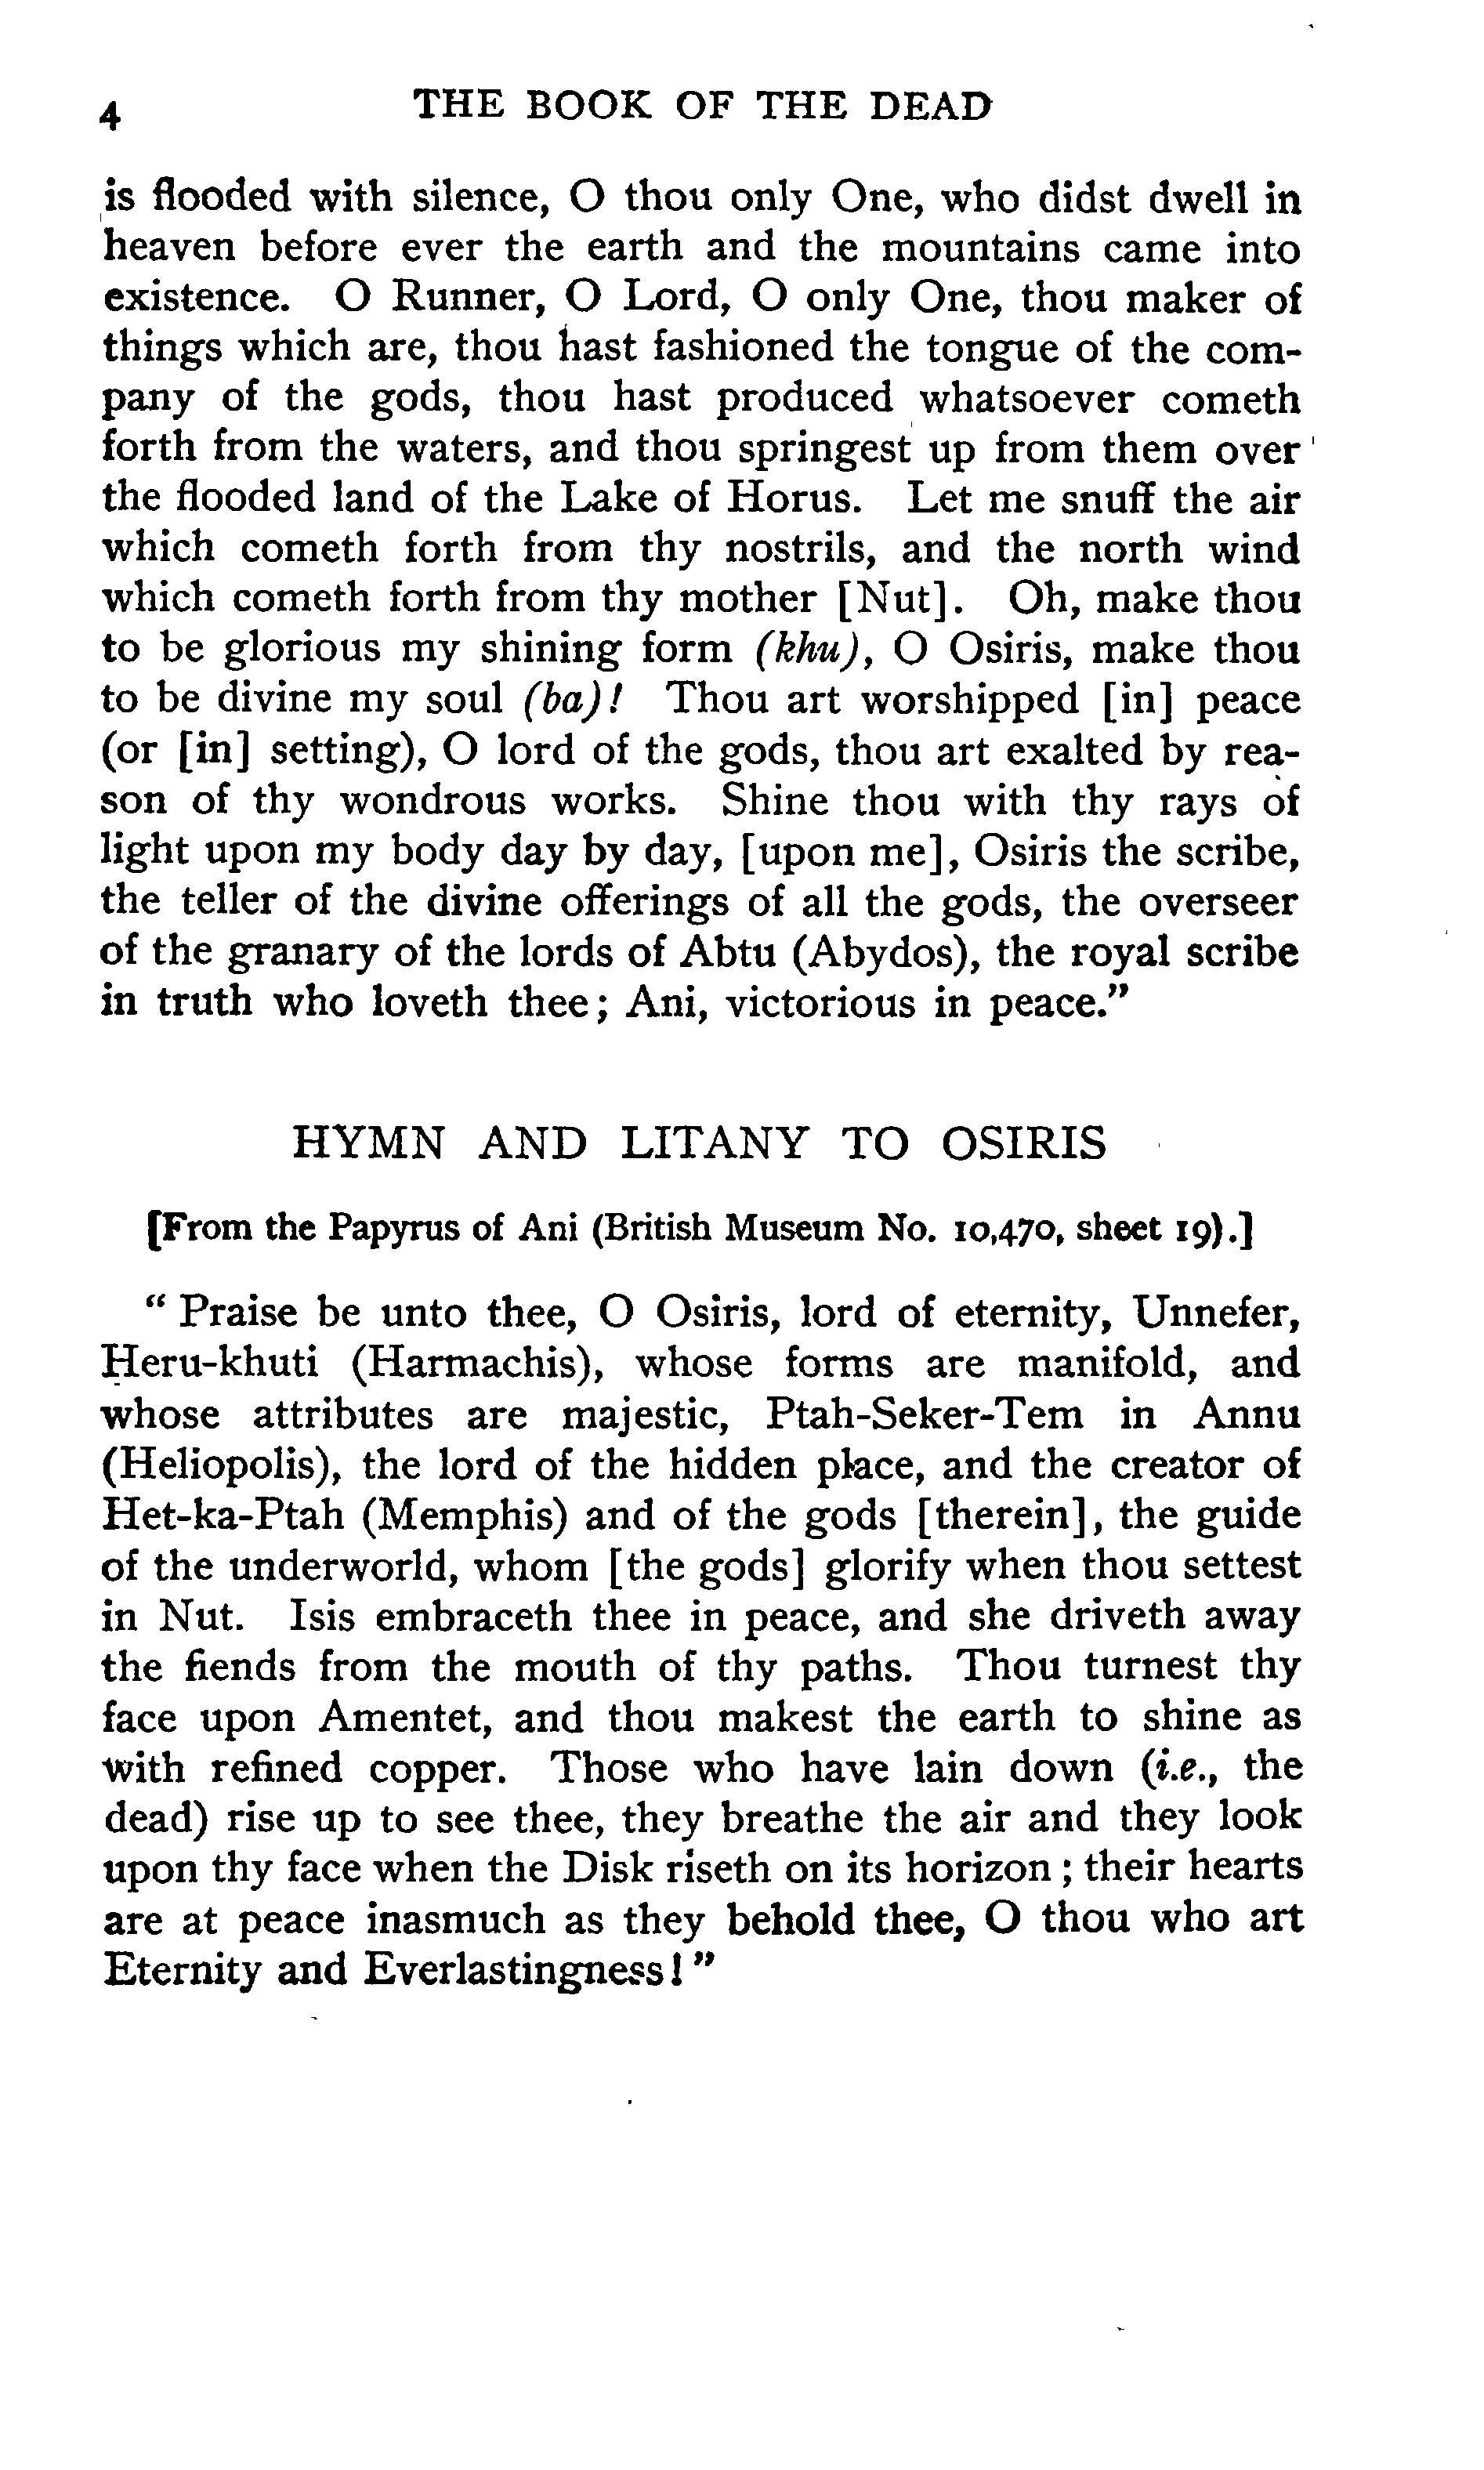 4 THE BOOK OF THE DEAD
is flooded with silence, O thou only One, who didst dwell in
heaven before ever the earth and the mountains came into
existence. O Runner, O Lord, O only One, thou maker of
things which are, thou hast fashioned the tongue of the com-
pany of the gods, thou hast produced whatsoever cometh
forth from the waters, and thou springest up from them over
the flooded land of the Lake of Horus. Let me snuff the air
which cometh forth from thy nostrils, and the north wind
which cometh forth from thy mother [Nut]. Oh, make thou
to be glorious my shining form (khu), O Osiris, make thou
to be divine my soul (ba)! Thou art worshipped [in] peace
(or [in] setting), O lord of the gods, thou art exalted by rea-
son of thy wondrous works. Shine thou with thy rays of
light upon my body day by day, [upon me], Osiris the scribe,
the teller of the divine offerings of all the gods, the overseer
of the granary of the lords of Abtu (Abydos), the royal scribe
in truth who loveth thee; Ani, victorious in peace.”
HYMN AND LITANY TO OSIRIS
[From the Papyrus of Ani (British Museum No. 10,470, sheet 19).]
“Praise be unto thee, O Osiris, lord of eternity, Unnefer,
Ḥeru-khuti (Harmachis), whose forms are manifold, and
whose attributes are majestic, Ptah-Seker-Tem in Annu
(Heliopolis), the lord of the hidden place, and the creator of
Het-ka-Ptah (Memphis) and of the gods [therein], the guide
of the underworld, whom [the gods] glorify when thou settest
in Nut. Isis embraceth thee in peace, and she driveth away
the fiends from the mouth of thy paths. Thou turnest thy
face upon Amentet, and thou makest the earth to shine as
with refined copper. Those who have lain down (i.e., the
dead) rise up to see thee, they breathe the air and they look
upon thy face when the Disk riseth on its horizon; their hearts
are at peace inasmuch as they behold thee, O thou who art
Eternity and Everlastingness!”